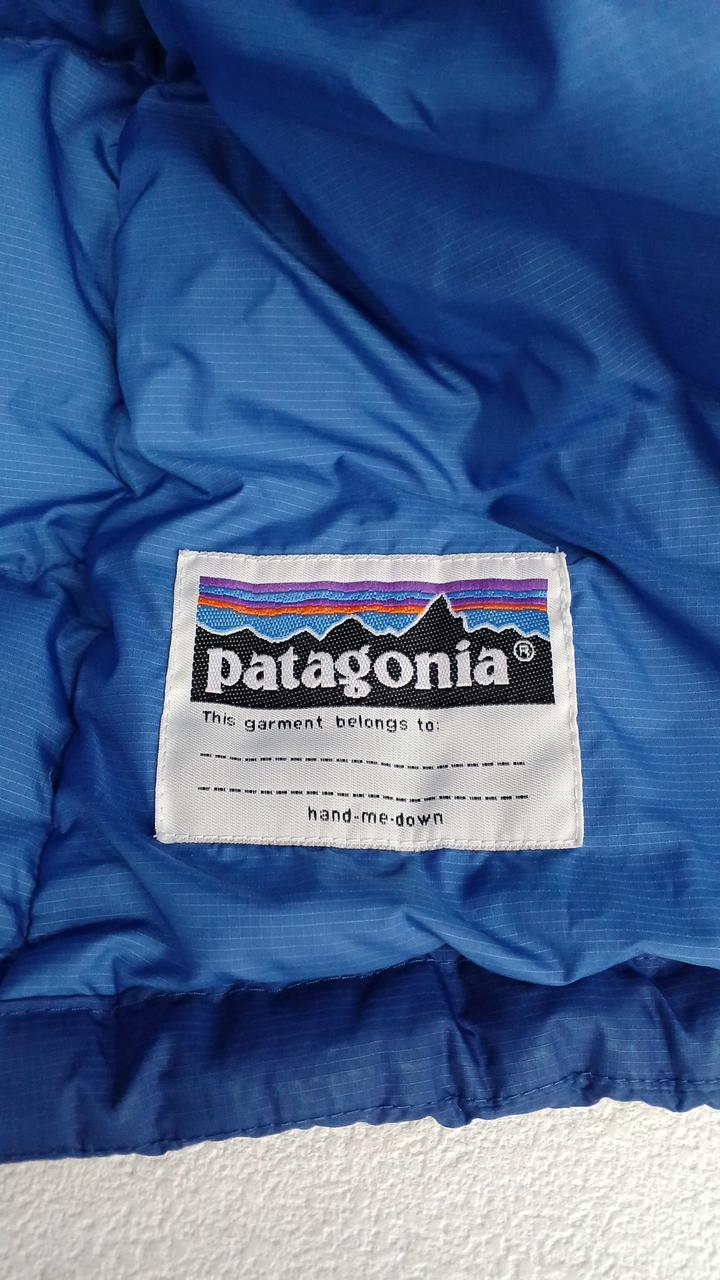 patagonia®
This garment belongs to:
hand-me-down